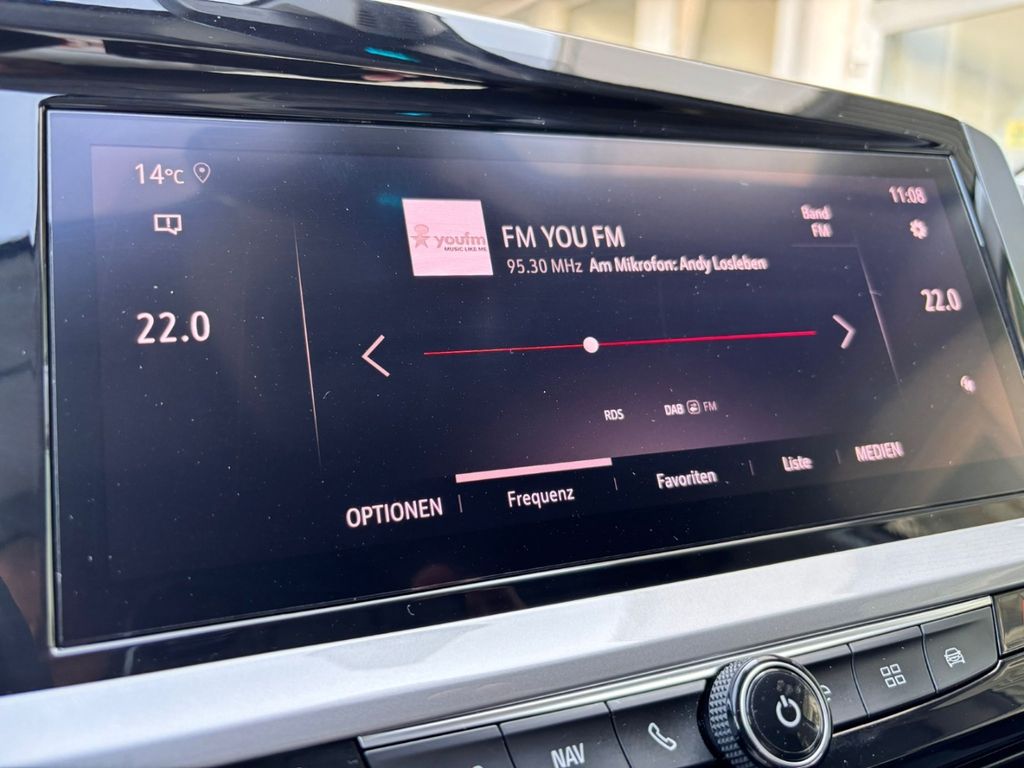 14°C
11:08
youfm
MUSIC LIKE ME
FM YOU FM
95.30 MHz Am Mikrofon: Andy Losleben
Band
FM
22.0
22.0
RDS
DAB FM
OPTIONEN
Frequenz
Favoriten
Liste
MEDIEN
NAV